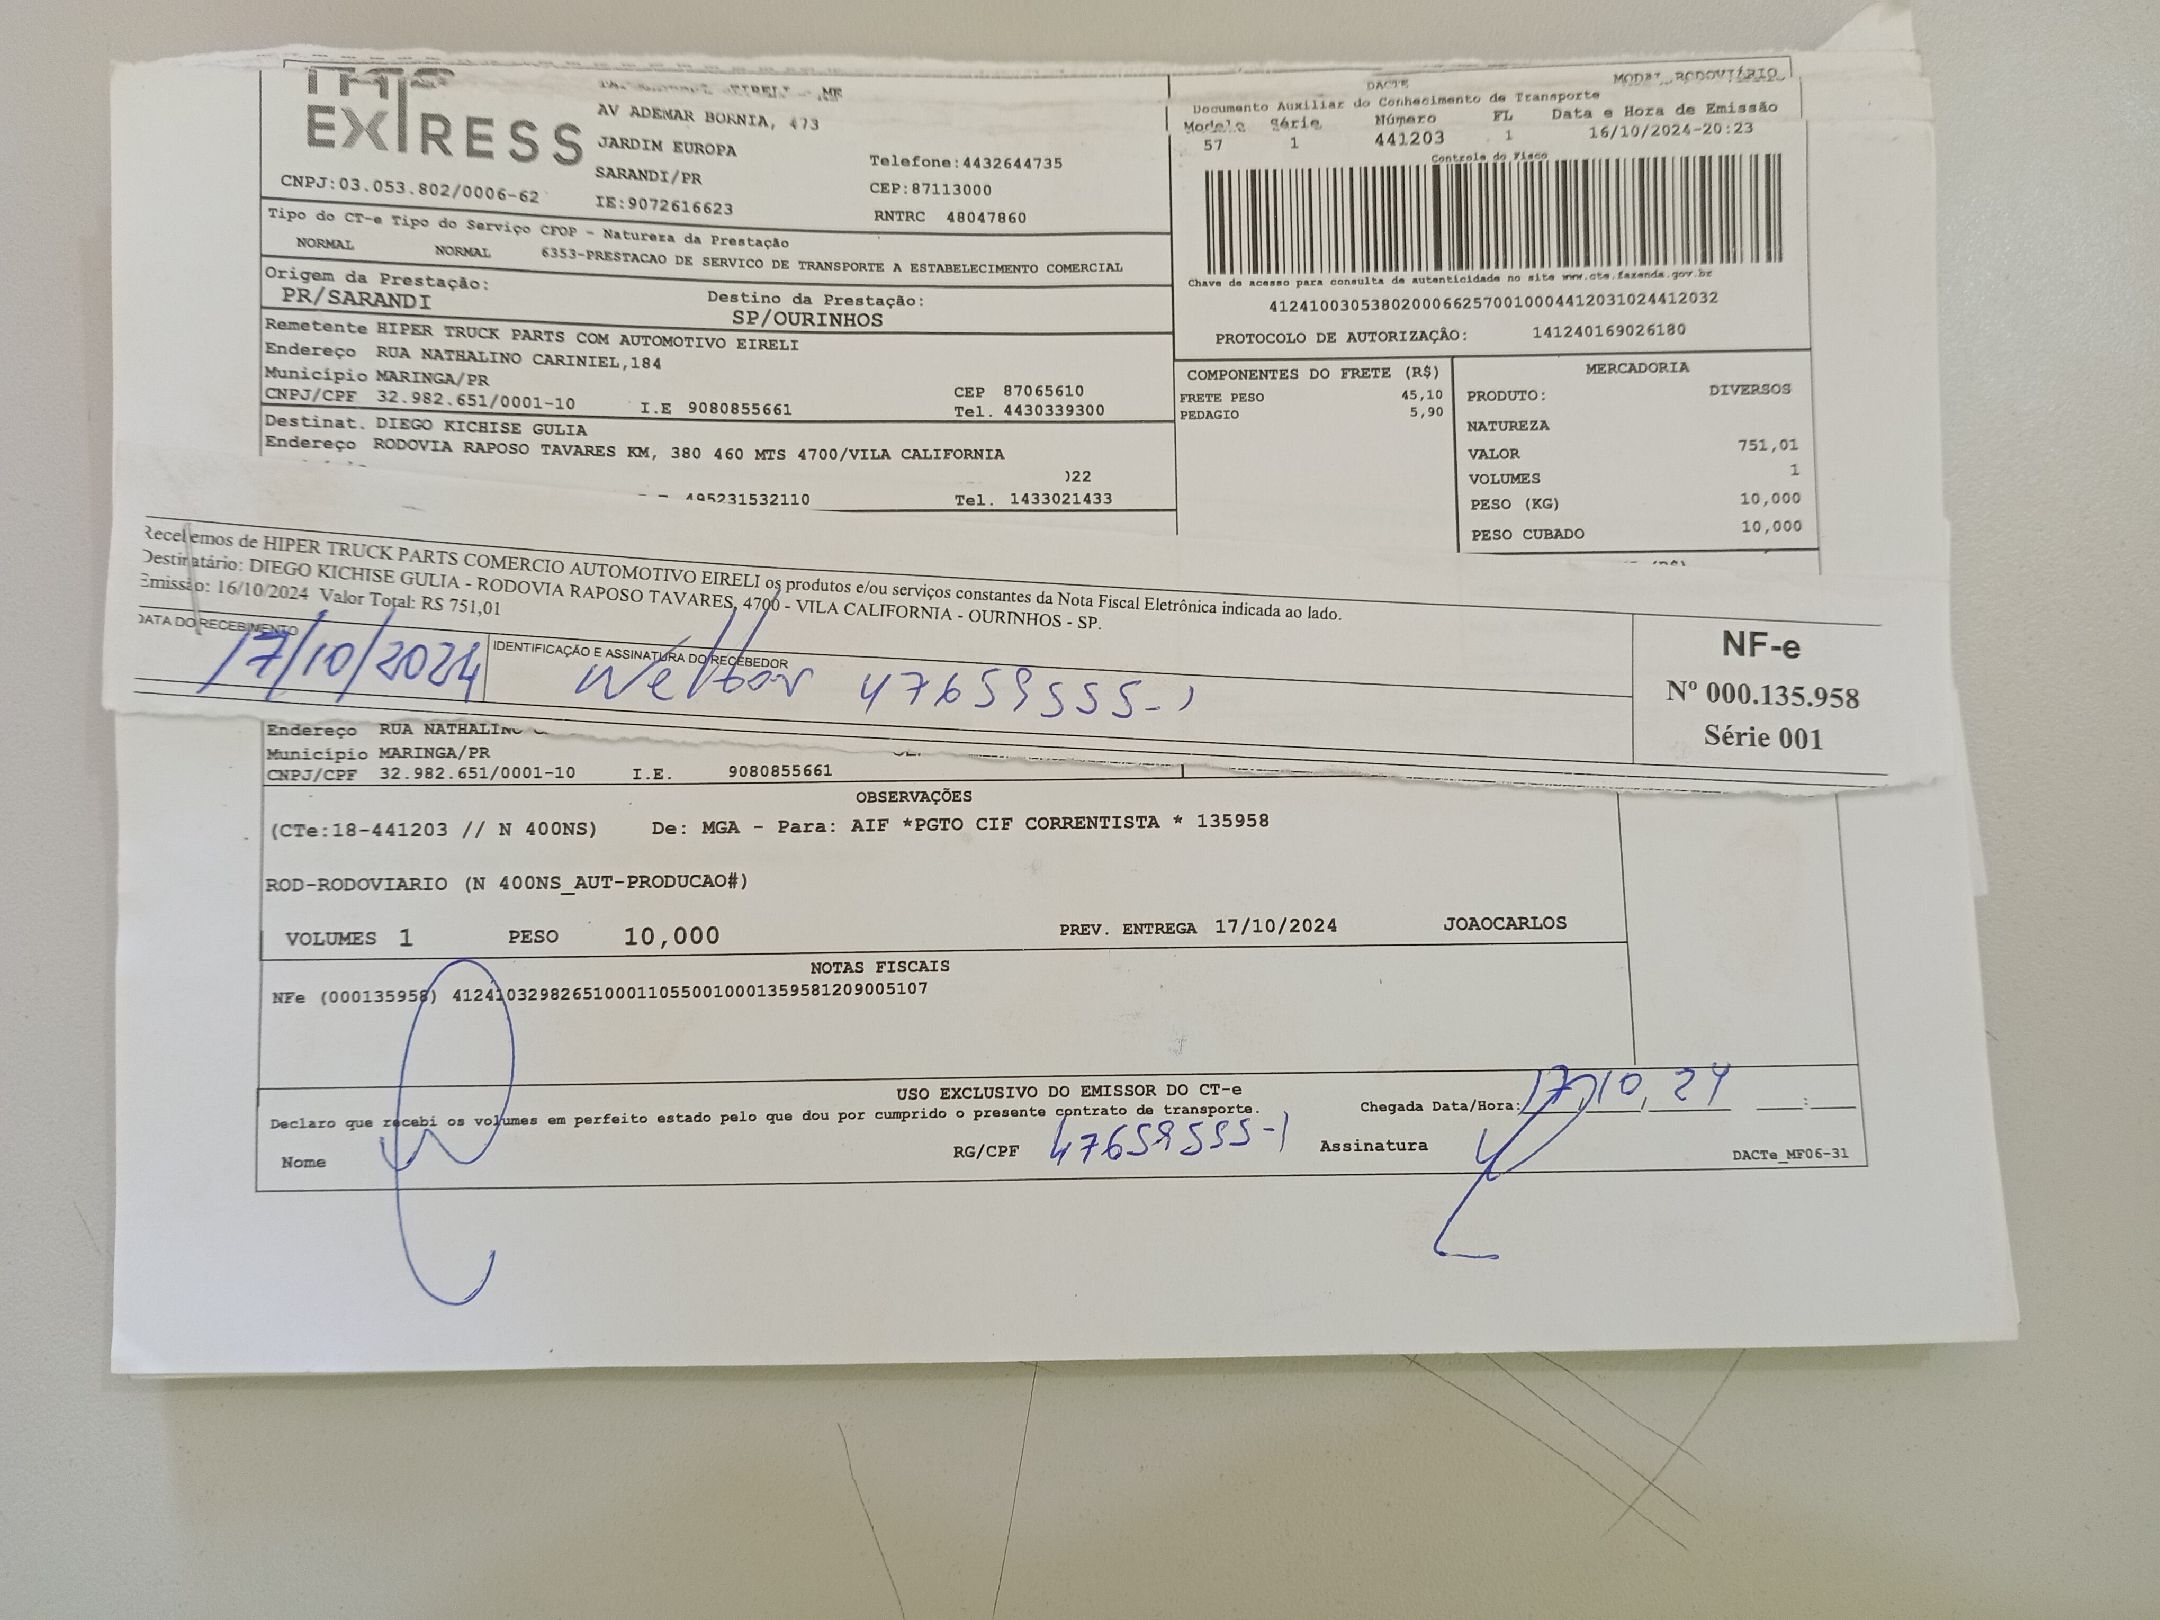 EXPRESS
AV ADEMAR BORNIA, 473
JARDIM EUROPA
SARANDI/PR
IE:9072616623
Telefone:4432644735
CEP:87113000
RNTRC 48047860
CNPJ:03.053.802/0006-62
DACTE
MODAL RODOVIÁRIO
Documento Auxiliar do Conhecimento de Transporte
Modelo Série Número FL Data e Hora de Emissão
57 1 441203 1 16/10/2024-20:23
Controle do Fisco
Chave de acesso para consulta de autenticidade no site www.cte.fazenda.gov.br
41241003053802000662570010004412031024412032
PROTOCOLO DE AUTORIZAÇÃO: 141240169026180
Tipo do CT-e Tipo do Serviço CFOP - Natureza da Prestação
NORMAL NORMAL 6353-PRESTACAO DE SERVICO DE TRANSPORTE A ESTABELECIMENTO COMERCIAL
Origem da Prestação: Destino da Prestação:
PR/SARANDI SP/OURINHOS
Remetente HIPER TRUCK PARTS COM AUTOMOTIVO EIRELI
Endereço RUA NATHALINO CARINIEL,184
Município MARINGA/PR CEP 87065610
CNPJ/CPF 32.982.651/0001-10 I.E 9080855661 Tel. 4430339300
Destinat. DIEGO KICHISE GULIA
Endereço RODOVIA RAPOSO TAVARES KM, 380 460 MTS 4700/VILA CALIFORNIA
022
495231532110 Tel. 1433021433
COMPONENTES DO FRETE (R$)
FRETE PESO 45,10
PEDAGIO 5,90
MERCADORIA
PRODUTO: DIVERSOS
NATUREZA
VALOR 751,01
VOLUMES 1
PESO (KG) 10,000
PESO CUBADO 10,000
Recebemos de HIPER TRUCK PARTS COMERCIO AUTOMOTIVO EIRELI os produtos e/ou serviços constantes da Nota Fiscal Eletrônica indicada ao lado.
Destinatário: DIEGO KICHISE GULIA - RODOVIA RAPOSO TAVARES, 4700 - VILA CALIFORNIA - OURINHOS - SP.
Emissão: 16/10/2024 Valor Total: RS 751,01
DATA DO RECEBIMENTO
17/10/2024
IDENTIFICAÇÃO E ASSINATURA DO RECEBEDOR
47659555-1
NF-e
Nº 000.135.958
Série 001
Endereço RUA NATHALINO
Município MARINGA/PR
CNPJ/CPF 32.982.651/0001-10 I.E. 9080855661
OBSERVAÇÕES
(CTe:18-441203 // N 400NS) De: MGA - Para: AIF *PGTO CIF CORRENTISTA * 135958
ROD-RODOVIARIO (N 400NS_AUT-PRODUCAO#)
VOLUMES 1 PESO 10,000 PREV. ENTREGA 17/10/2024 JOAOCARLOS
NOTAS FISCAIS
NFe (000135958) 41241032982651000110550010001359581209005107
USO EXCLUSIVO DO EMISSOR DO CT-e
Declaro que recebi os volumes em perfeito estado pelo que dou por cumprido o presente contrato de transporte.
Chegada Data/Hora: 17/10/24 :
Nome RG/CPF 47659555-1 Assinatura
DACTe_MF06-31